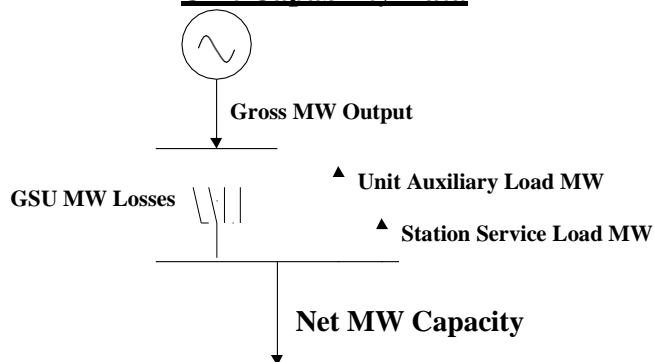 Gross MW Output
Unit Auxiliary Load MW
GSU MW Losses
Station Service Load MW
Net MW Capacity